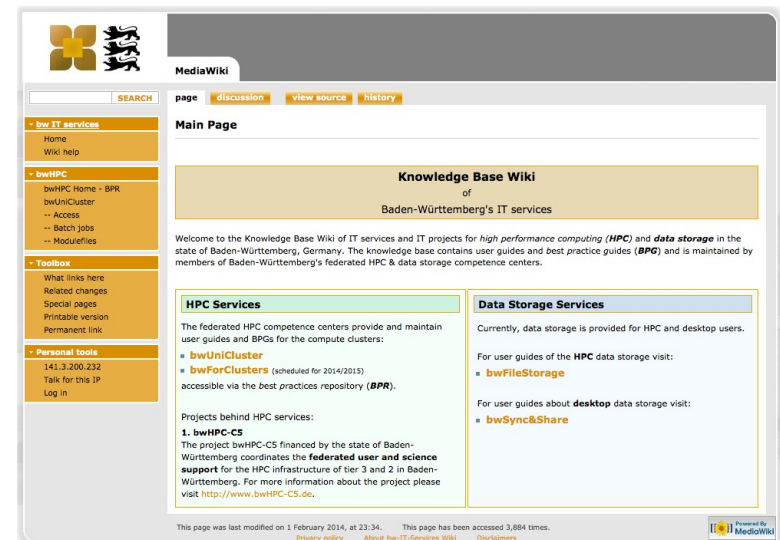 MediaWiki
SEARCH
page discussion view source history
bw IT services
Home
Wiki help
bwHPC
bwHPC Home - BPR
bwUniCluster
-- Access
-- Batch jobs
-- Modulefiles
Toolbox
What links here
Related changes
Special pages
Printable version
Permanent link
Personal tools
141.3.200.232
Talk for this IP
Log in
Main Page
Knowledge Base Wiki
of
Baden-Württemberg's IT services
Welcome to the Knowledge Base Wiki of IT services and IT projects for high performance computing (HPC) and data storage in the
state of Baden-Württemberg, Germany. The knowledge base contains user guides and best practice guides (BPG) and is maintained by
members of Baden-Württemberg's federated HPC & data storage competence centers.
HPC Services
The federated HPC competence centers provide and maintain
user guides and BPGs for the compute clusters:
bwUniCluster
bwForClusters (scheduled for 2014/2015)
accessible via the best practices repository (BPR).
Projects behind HPC services:
1. bwHPC-C5
The project bwHPC-C5 financed by the state of Baden-
Württemberg coordinates the federated user and science
support for the HPC infrastructure of tier 3 and 2 in Baden-
Württemberg. For more information about the project please
visit http://www.bwHPC-C5.de.
Data Storage Services
Currently, data storage is provided for HPC and desktop users.
For user guides of the HPC data storage visit:
bwFileStorage
For user guides about desktop data storage visit:
bwSync&Share
This page was last modified on 1 February 2014, at 23:34. This page has been accessed 3,884 times.
Privacy policy About bw-IT-Services Wiki Disclaimers
Powered By
MediaWiki